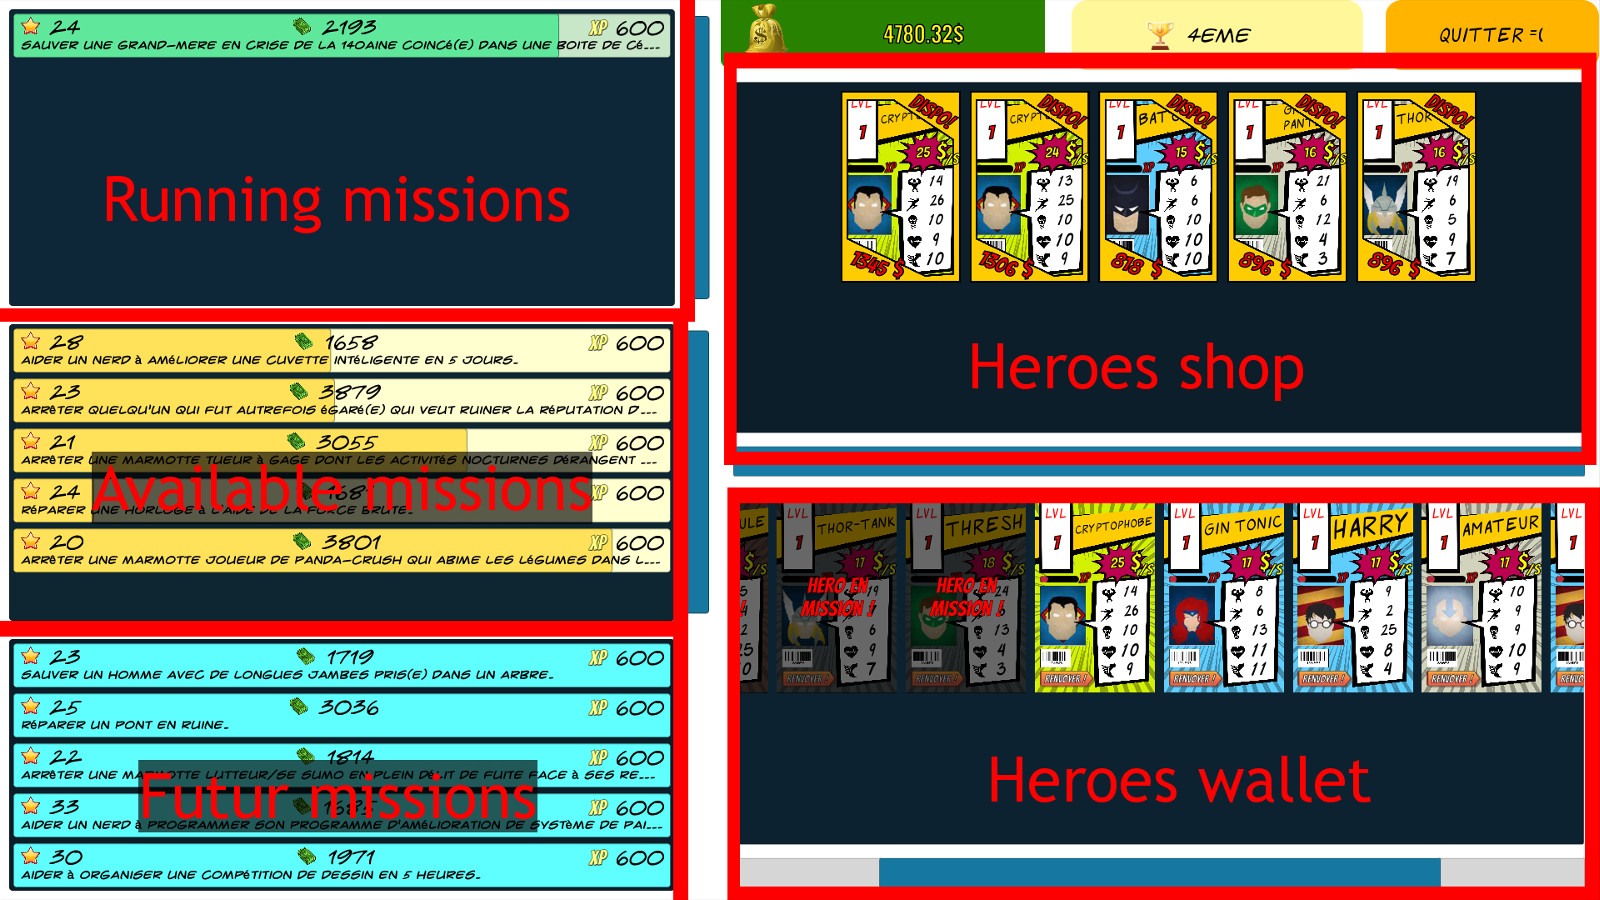 24 2193 XP 600
SAUVER UNE GRAND-MERE EN CRISE DE LA 140AINE COINCÉ(E) DANS UNE BOITE DE CÉ...
Running missions
28 1658 XP 600
AIDER UN NERD à AMÉLIORER UNE CUVETTE INTÉLIGENTE EN 5 JOURS.
23 3879 XP 600
ARRÊTER QUELQU'UN QUI FUT AUTREFOIS ÉGARÉ(E) QUI VEUT RUINER LA RÉPUTATION D...
21 3055 XP 600
ARRÊTER UNE MARMOTTE TUEUR à GAGE DONT LES ACTIVITÉS NOCTURNES DÉRANGENT ...
Available missions
24 XP 600
RÉPARER UNE HORLOGE à L'AIDE DE LA FORCE BRUTE.
20 3801 XP 600
ARRÊTER UNE MARMOTTE JOUEUR DE PANDA-CRUSH QUI ABIME LES LÉGUMES DANS L...
23 1719 XP 600
SAUVER UN HOMME AVEC DE LONGUES JAMBES PRIS(E) DANS UN ARBRE.
25 3036 XP 600
RÉPARER UN PONT EN RUINE.
22 1814 XP 600
ARRÊTER UNE MARMOTTE LUTTEUR/SE SUMO EN PLEIN DÉLIT DE FUITE FACE à SES RE...
Futur missions
33 XP 600
AIDER UN NERD à PROGRAMMER SON PROGRAMME D'AMÉLIORATION DE SYSTÈME DE PAI...
30 1971 XP 600
AIDER à ORGANISER UNE COMPÉTITION DE DESSIN EN 5 HEURES.
4780.32$
4EME
QUITTER =(
LVL 1 CRYPT DISPO! 25 $/S XP
14
26
10
9
10
1345 $
LVL 1 CRYPT DISPO! 24 $/S XP
13
25
10
10
9
1306 $
LVL 1 BAT DISPO! 15 $/S XP
6
6
10
10
10
818 $
LVL 1 PANT DISPO! 16 $/S XP
21
6
12
4
3
896 $
LVL 1 THOR DISPO! 16 $/S XP
19
6
5
9
7
896 $
Heroes shop
ULE
LVL 1 THOR-TANK 17 $/S
HERO EN MISSION !
19
6
9
7
RENVOYER !
LVL 1 THRESH 18 $/S
HERO EN MISSION !
24
13
4
3
RENVOYER !
LVL 1 CRYPTOPHOBE 25 $/S XP
14
26
10
10
9
RENVOYER !
LVL 1 GIN TONIC 17 $/S XP
8
6
13
11
11
RENVOYER !
LVL 1 HARRY 17 $/S XP
9
2
25
8
4
RENVOYER !
LVL 1 AMATEUR 17 $/S XP
10
9
9
10
9
RENVOYER !
LVL 1
Heroes wallet